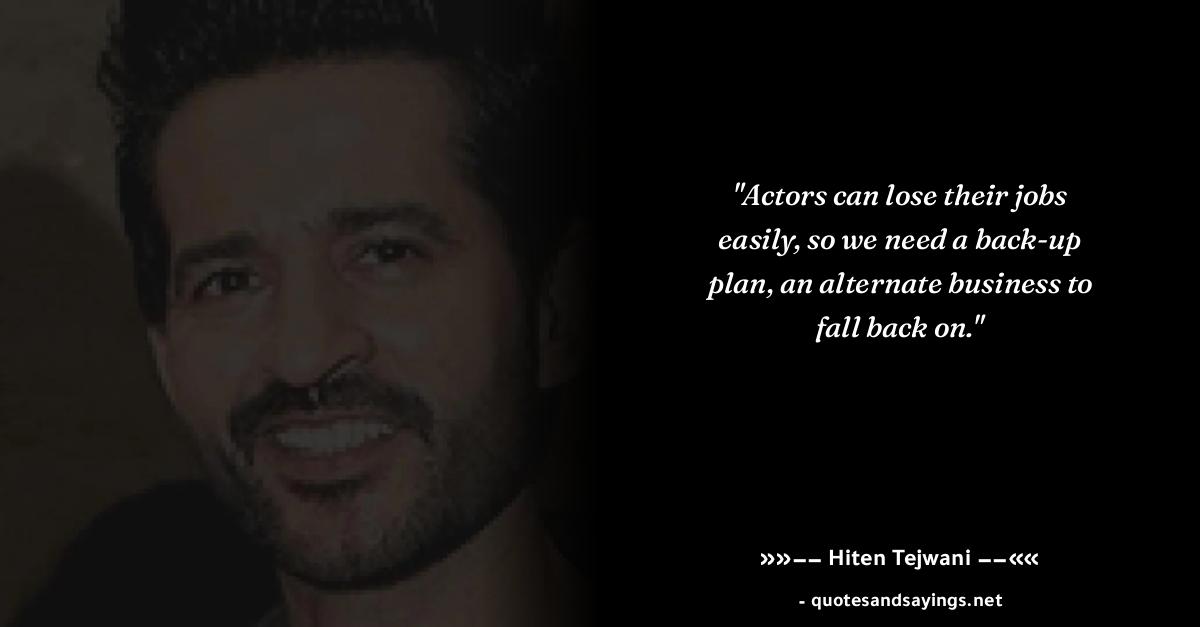 "Actors can lose their jobs
easily, so we need a back-up
plan, an alternate business to
fall back on."
»»–– Hiten Tejwani ––««
- quotesandsayings.net